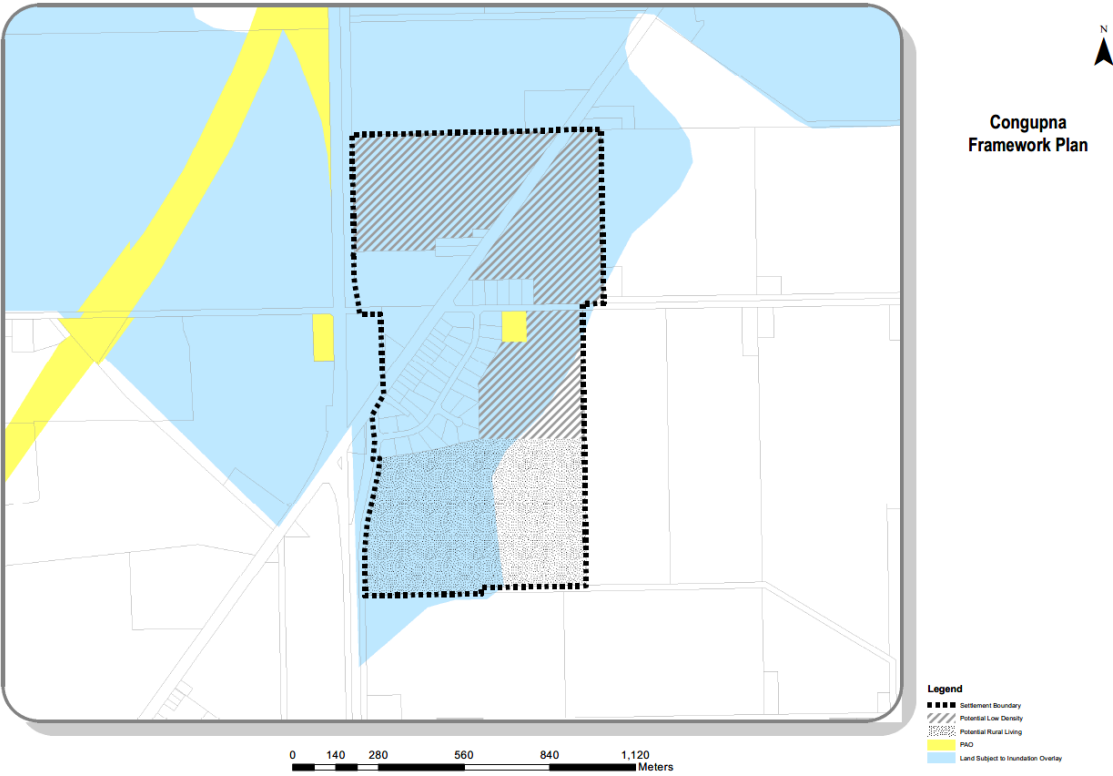 N
Congupna
Framework Plan
Legend
Settlement Boundary
Potential Low Density
Potential Rural Living
PAO
Land Subject to Inundation Overlay
0 140 280 560 840 1,120
Meters